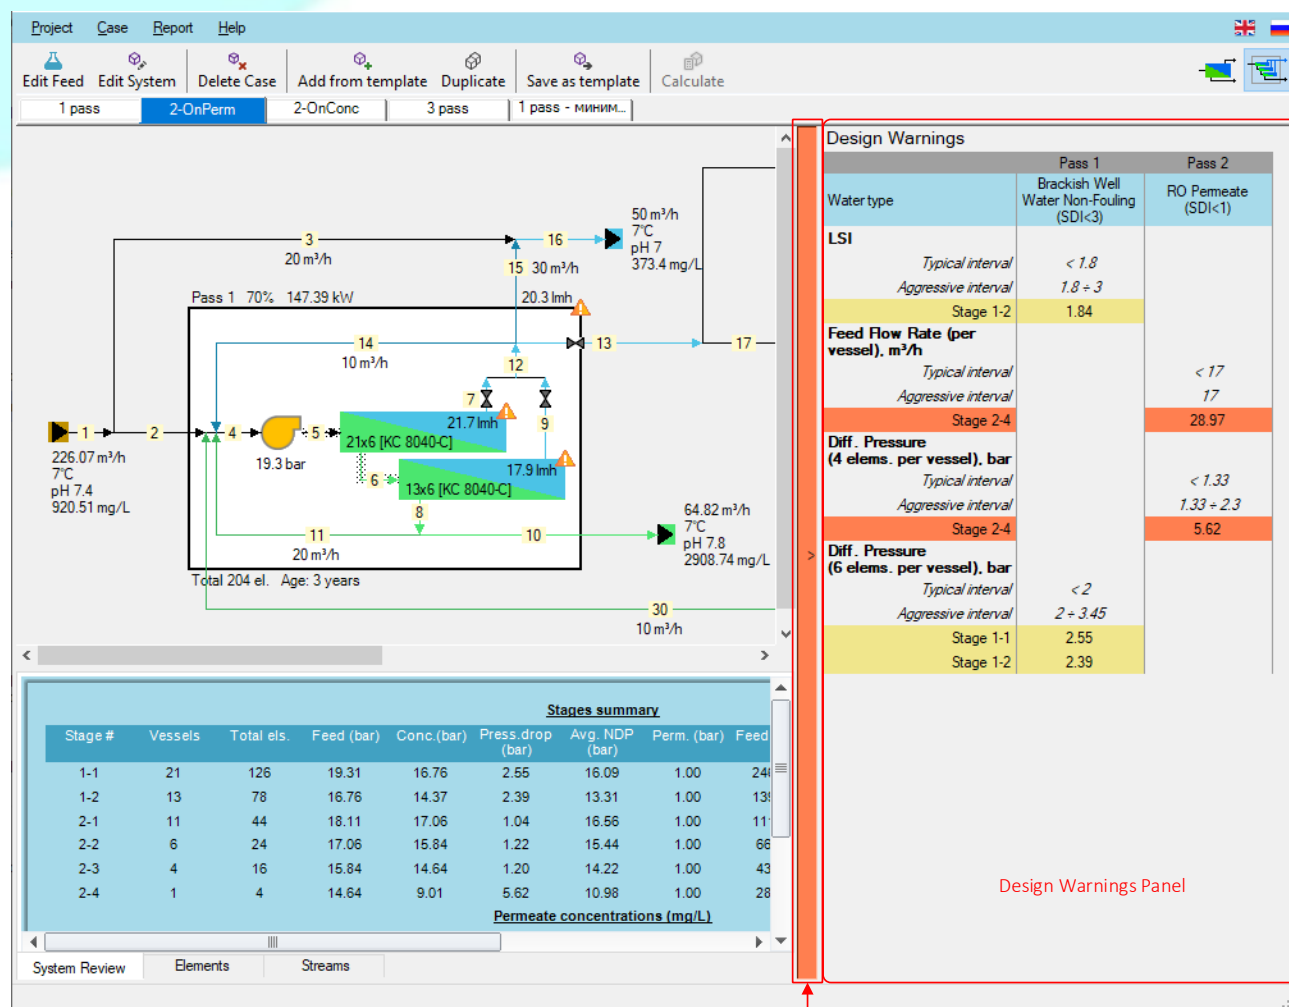 Project Case Report Help
Edit Feed Edit System Delete Case Add from template Duplicate Save as template Calculate
1 pass 2-OnPerm 2-OnConc 3 pass 1 pass - миним...
3
20 m³/h
16
50 m³/h
7°C
pH 7
373.4 mg/L
15 30 m³/h
Pass 1 70% 147.39 kW
20.3 lmh
14
10 m³/h
13
17
12
7
9
21.7 lmh
21x6 [KC 8040-C]
1
2
4
5
19.3 bar
226.07 m³/h
7°C
pH 7.4
920.51 mg/L
17.9 lmh
13x6 [KC 8040-C]
6
8
11
20 m³/h
10
64.82 m³/h
7°C
pH 7.8
2908.74 mg/L
Total 204 el. Age: 3 years
30
10 m³/h
Stages summary
Stage # Vessels Total els. Feed (bar) Conc.(bar) Press.drop (bar) Avg. NDP (bar) Perm. (bar) Feed
1-1 21 126 19.31 16.76 2.55 16.09 1.00
1-2 13 78 16.76 14.37 2.39 13.31 1.00
2-1 11 44 18.11 17.06 1.04 16.56 1.00
2-2 6 24 17.06 15.84 1.22 15.44 1.00 66
2-3 4 16 15.84 14.64 1.20 14.22 1.00 43
2-4 1 4 14.64 9.01 5.62 10.98 1.00 28
Permeate concentrations (mg/L)
System Review Elements Streams
>
Design Warnings
Pass 1 Pass 2
Water type
Brackish Well
Water Non-Fouling
(SDI<3)
RO Permeate
(SDI<1)
LSI
Typical interval < 1.8
Aggressive interval 1.8 ÷ 3
Stage 1-2 1.84
Feed Flow Rate (per
vessel), m³/h
Typical interval < 17
Aggressive interval 17
Stage 2-4 28.97
Diff. Pressure
(4 elems. per vessel), bar
Typical interval < 1.33
Aggressive interval 1.33 ÷ 2.3
Stage 2-4 5.62
Diff. Pressure
(6 elems. per vessel), bar
Typical interval < 2
Aggressive interval 2 ÷ 3.45
Stage 1-1 2.55
Stage 1-2 2.39
Design Warnings Panel